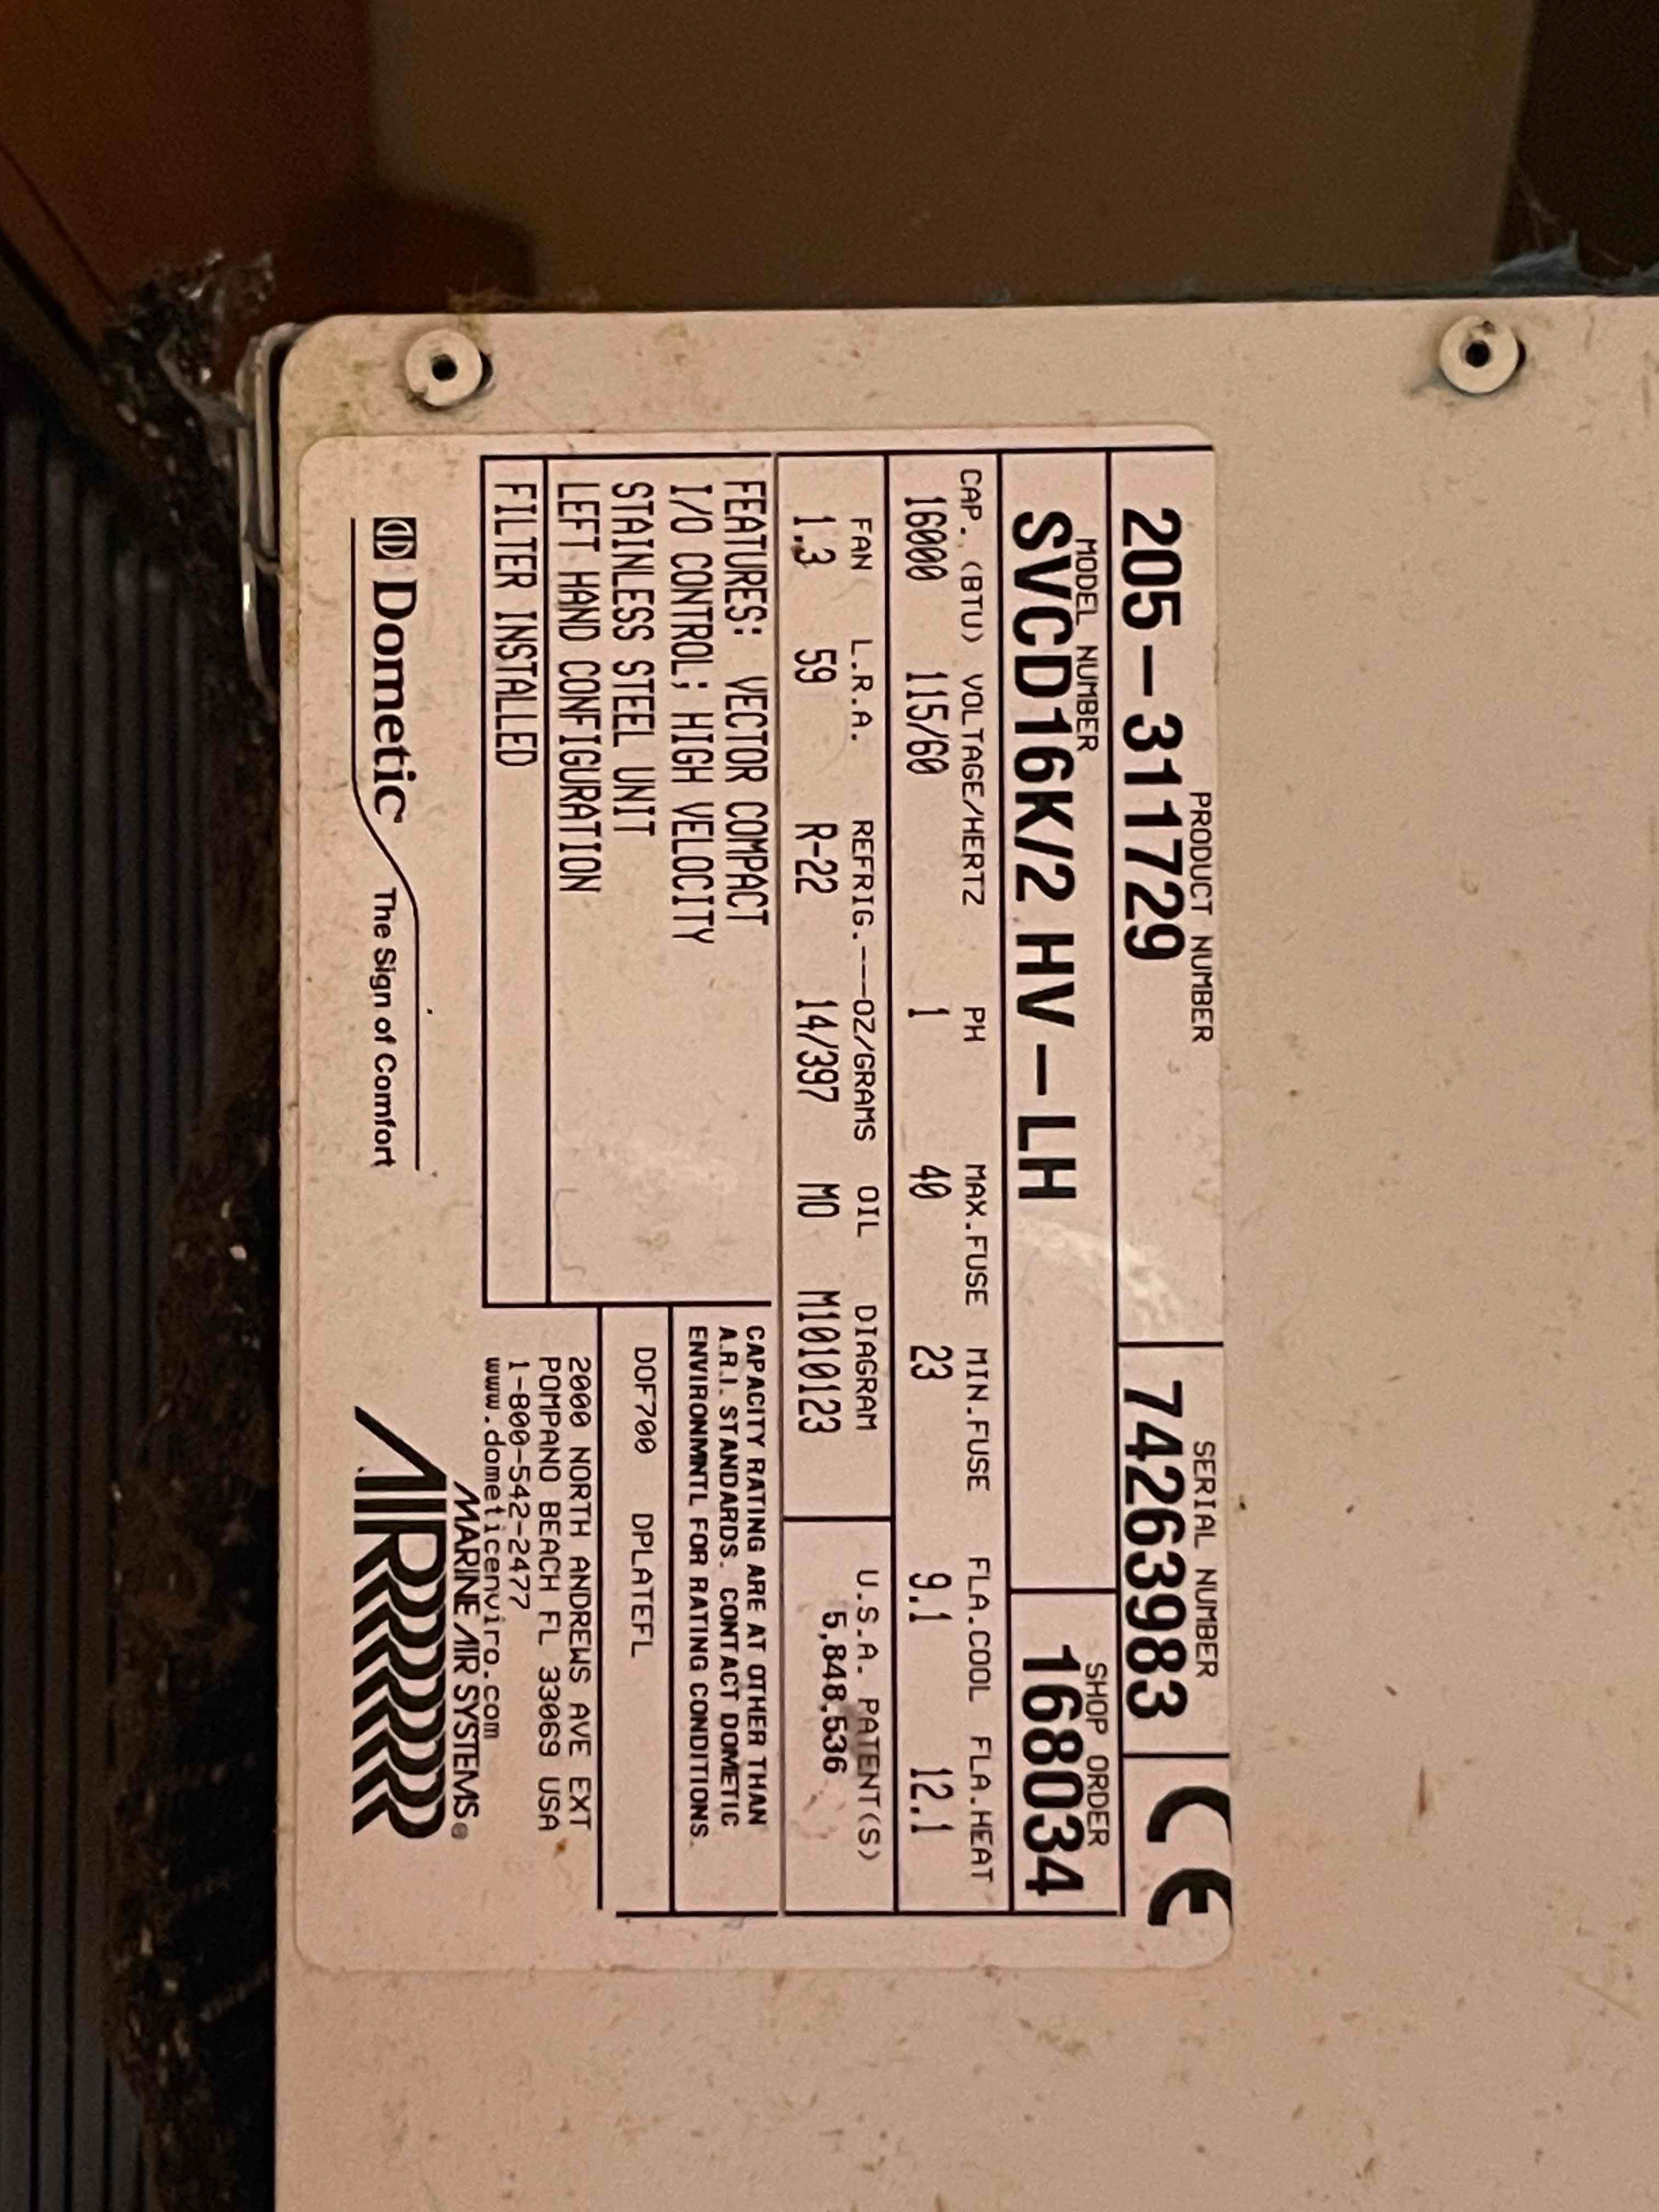 PRODUCT NUMBER
205-311729
SERIAL NUMBER
74263983
CE
MODEL NUMBER
SVCD16K/2 HV-LH
SHOP ORDER
168034
CAP. (BTU) VOLTAGE/HERTZ PH MAX.FUSE MIN.FUSE FLA.COOL FLA.HEAT
16000 115/60 1 40 23 9.1 12.1
FAN L.R.A. REFRIG.---OZ/GRAMS OIL DIAGRAM
1.3 59 R-22 14/397 MO M1010123
U.S.A. PATENT(S)
5,848,536
FEATURES: VECTOR COMPACT
I/O CONTROL; HIGH VELOCITY
STAINLESS STEEL UNIT
LEFT HAND CONFIGURATION
FILTER INSTALLED
CAPACITY RATING ARE AT OTHER THAN
A.R.I. STANDARDS. CONTACT DOMETIC
ENVIRONMNTL FOR RATING CONDITIONS.
DOF700 DPLATEFL
2000 NORTH ANDREWS AVE EXT
POMPANO BEACH FL 33069 USA
1-800-542-2477
www.dometicenviro.com
Dometic The Sign of Comfort
MARINE AIR SYSTEMS®
AIR